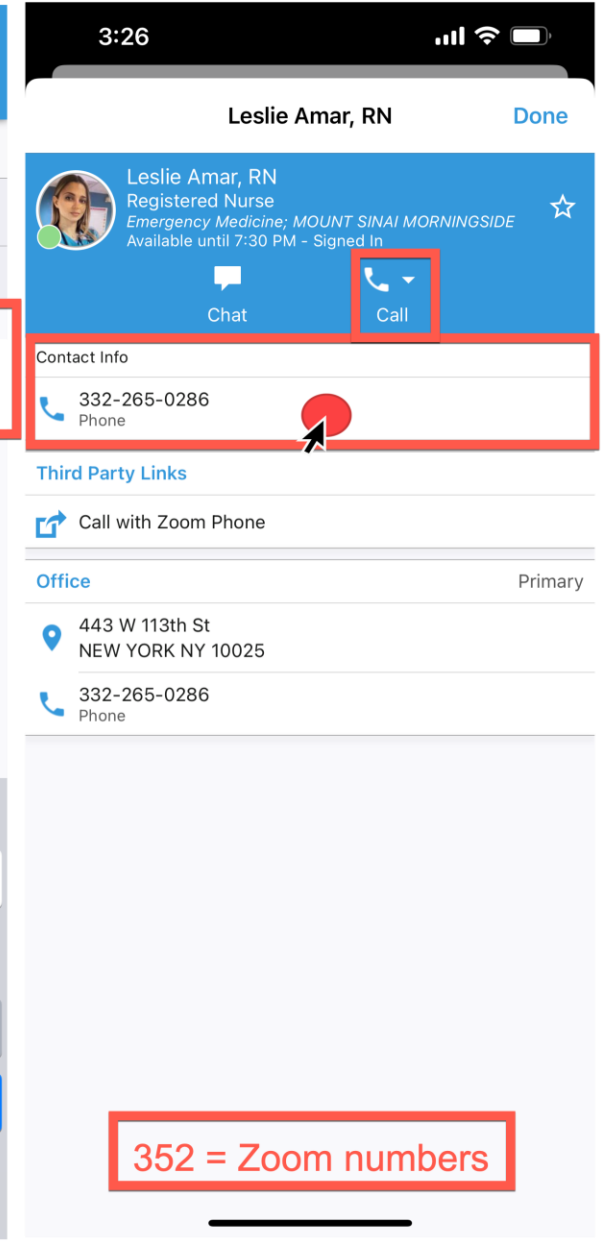 3:26
Leslie Amar, RN
Done
Leslie Amar, RN
Registered Nurse
Emergency Medicine; MOUNT SINAI MORNINGSIDE
Available until 7:30 PM - Signed In
Chat
Call
Contact Info
332-265-0286
Phone
Third Party Links
Call with Zoom Phone
Office
Primary
443 W 113th St
NEW YORK NY 10025
332-265-0286
Phone
352 = Zoom numbers